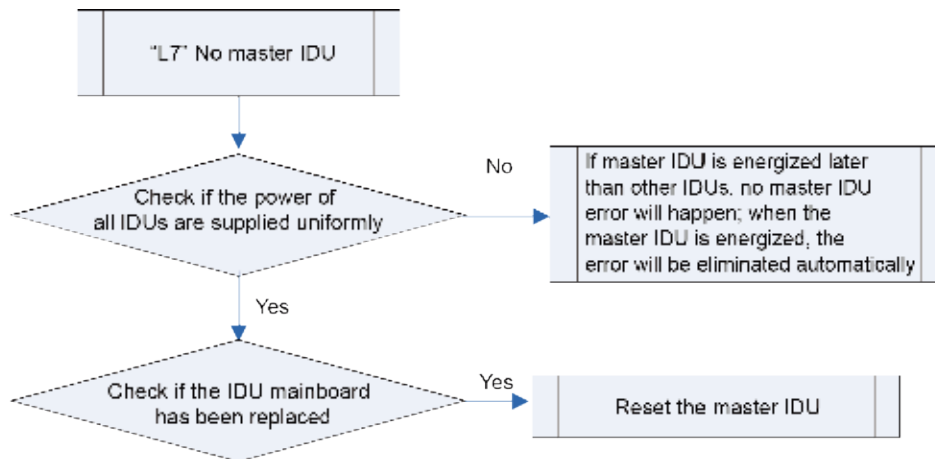 “L7” No master IDU
No
If master IDU is energized later
than other IDUs, no master IDU
error will happen; when the
master IDU is energized, the
error will be eliminated automatically
Check if the power of
all IDUs are supplied uniformly
Yes
Check if the IDU mainboard
has been replaced
Yes
Reset the master IDU